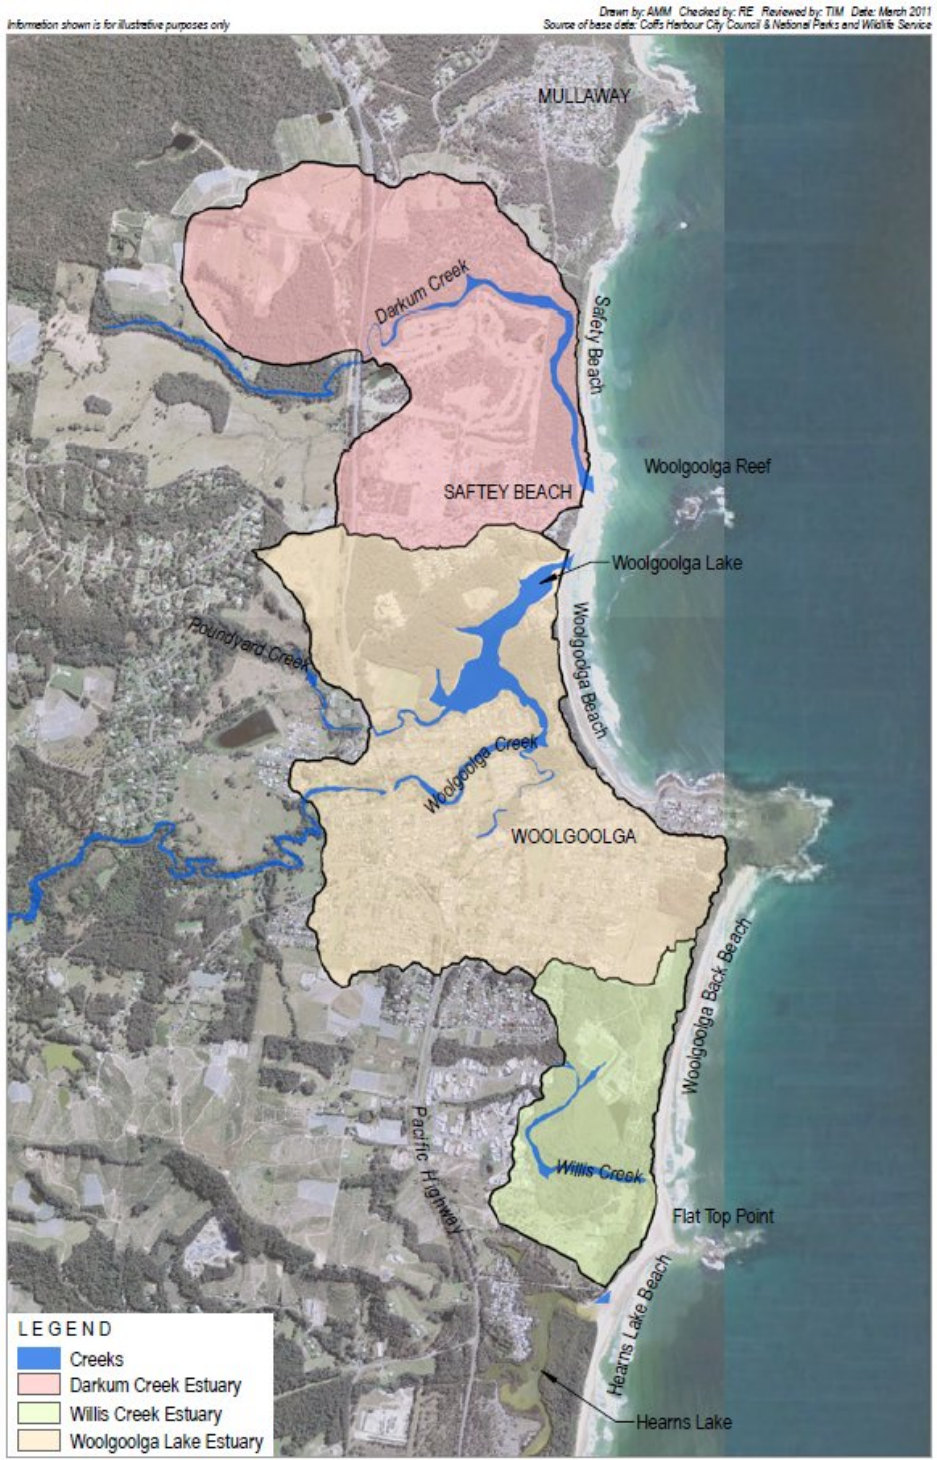 Drawn by: AMM Checked by: RE Reviewed by: TIM Date: March 2011
Information shown is for illustrative purposes only
Source of base data: Coffs Harbour City Council & National Parks and Wildlife Service
MULLAWAY
Darkum Creek
Safety Beach
Woolgoolga Reef
SAFTEY BEACH
Woolgoolga Lake
Poundyard Creek
Woolgoolga Beach
Woolgoolga Creek
WOOLGOOLGA
Woolgoolga Back Beach
Pacific Highway
Willis Creek
Flat Top Point
Hearns Lake Beach
Hearns Lake
LEGEND
Creeks
Darkum Creek Estuary
Willis Creek Estuary
Woolgoolga Lake Estuary